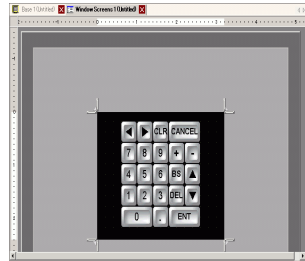 Base 1(Untitled) Window Screens 1(Untitled)
CLR CANCEL
7 8 9 + -
4 5 6 BS
1 2 3 DEL
0 . ENT